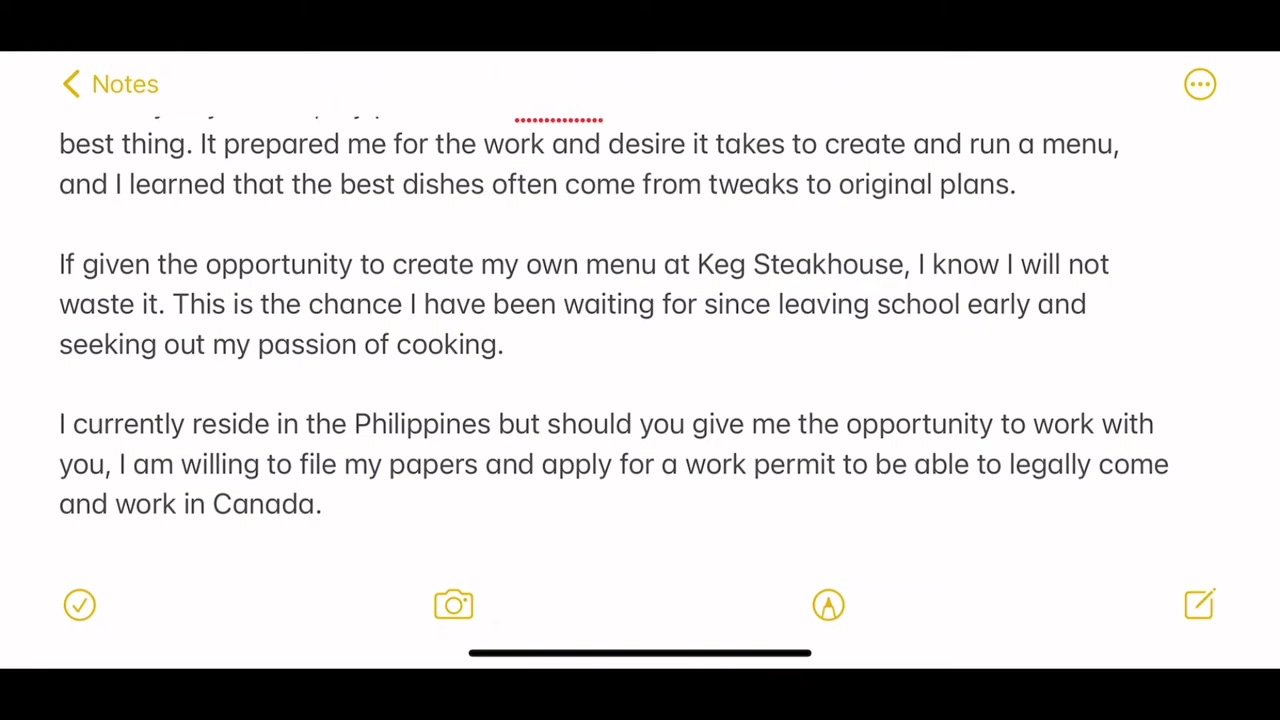 Notes
best thing. It prepared me for the work and desire it takes to create and run a menu,
and I learned that the best dishes often come from tweaks to original plans.
If given the opportunity to create my own menu at Keg Steakhouse, I know I will not
waste it. This is the chance I have been waiting for since leaving school early and
seeking out my passion of cooking.
I currently reside in the Philippines but should you give me the opportunity to work with
you, I am willing to file my papers and apply for a work permit to be able to legally come
and work in Canada.